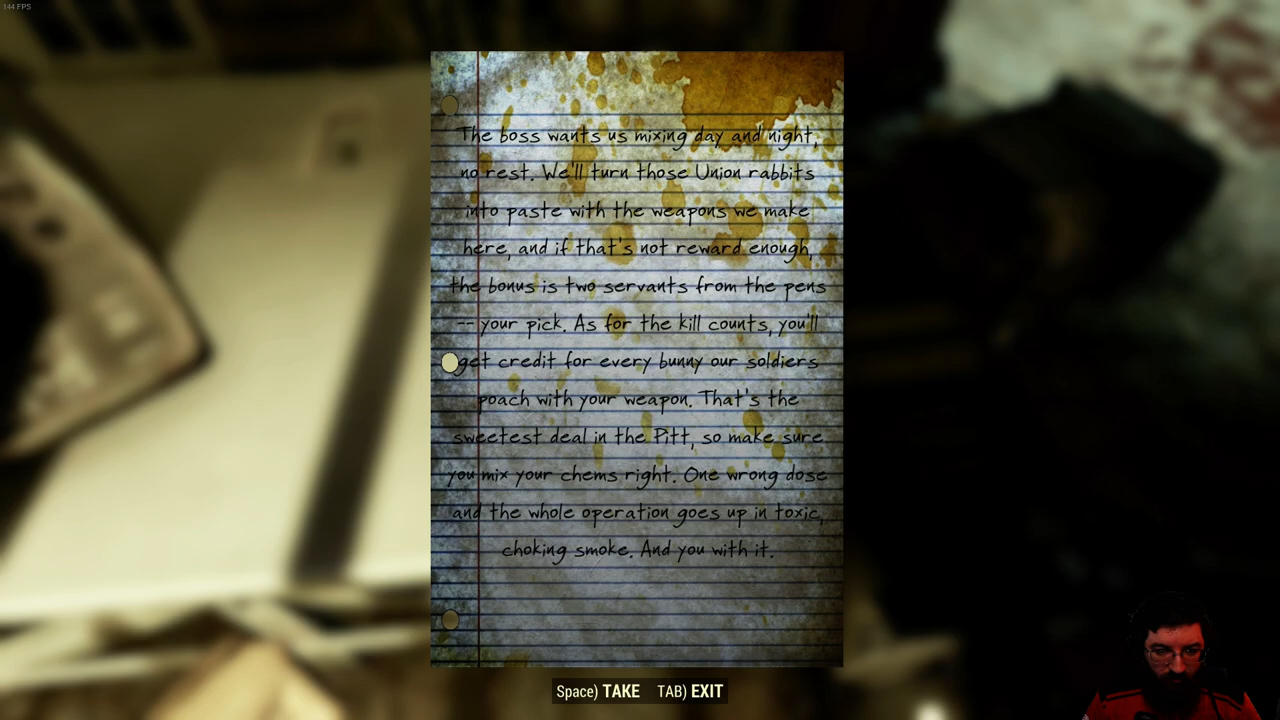 144 FPS
The boss wants us mixing day and night,
no rest. We'll turn those Union rabbits
into paste with the weapons we make
here, and if that's not reward enough,
the bonus is two servants from the pens
-- your pick. As for the kill counts, you'll
get credit for every bunny our soldiers
poach with your weapon. That's the
sweetest deal in the Pitt, so make sure
you mix your chems right. One wrong dose
and the whole operation goes up in toxic,
choking smoke. And you with it.
Space) TAKE TAB) EXIT